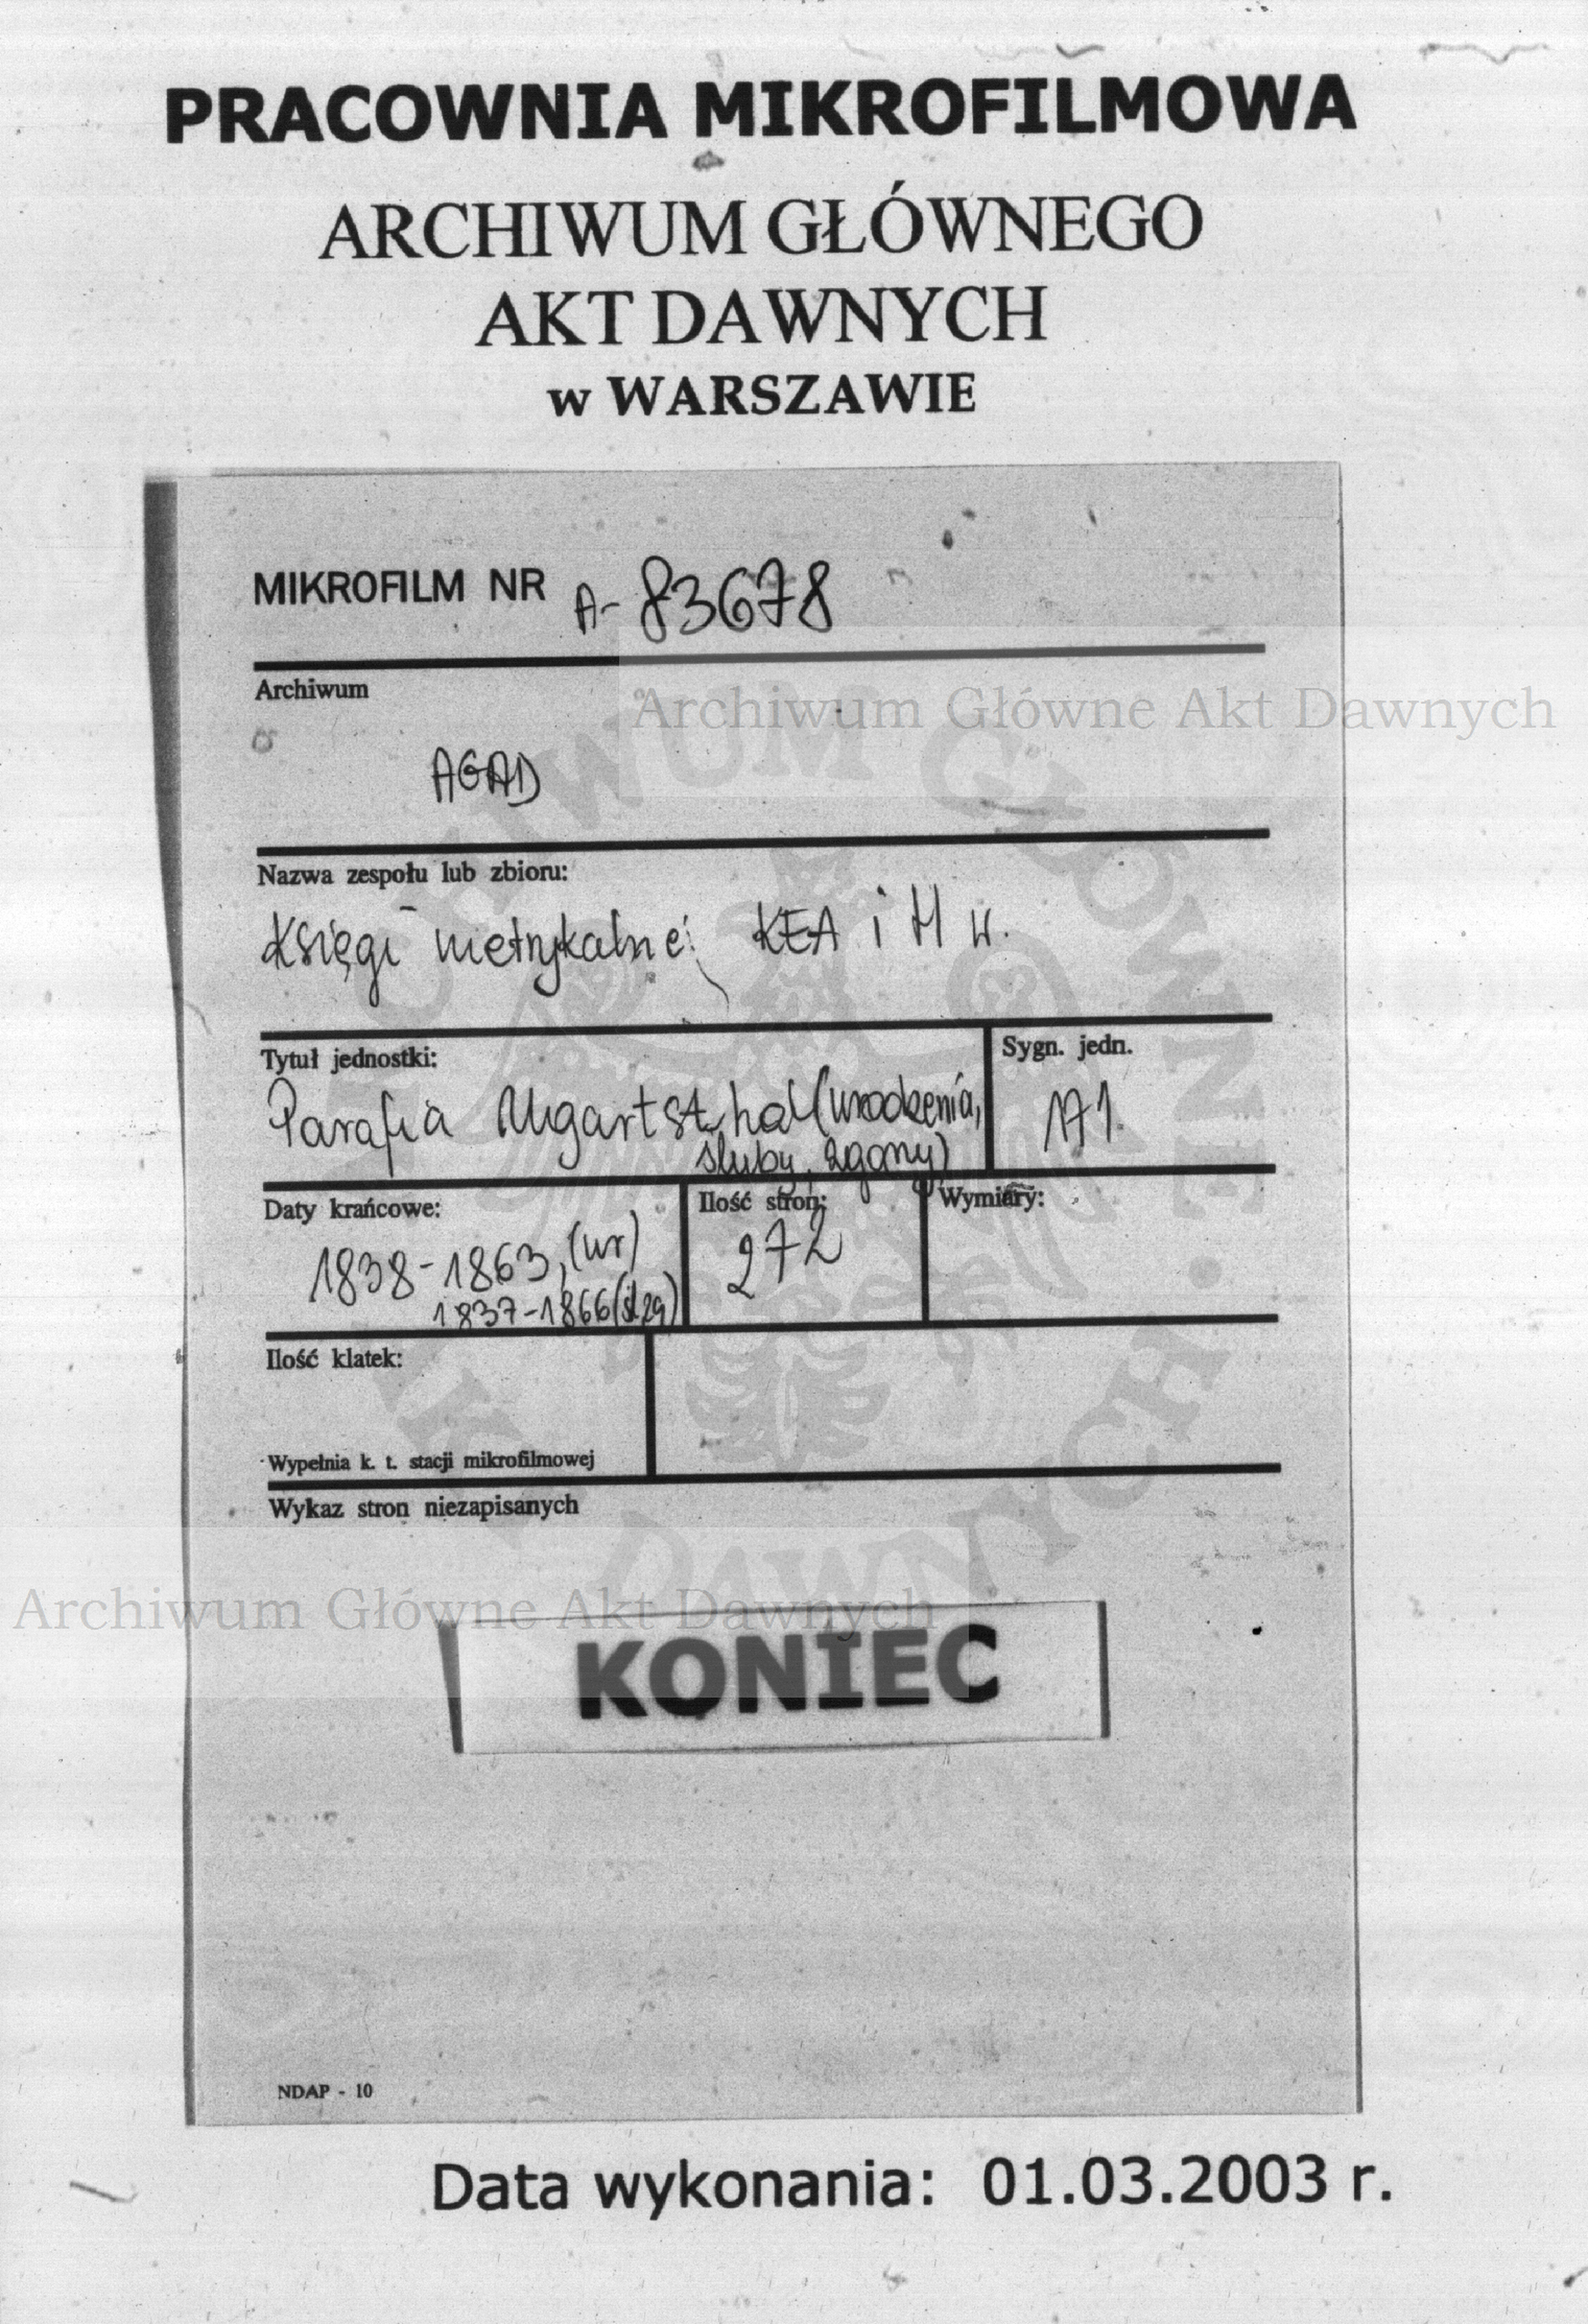 PRACOWNIA MIKROFILMOWA
ARCHIWUM GŁÓWNEGO
AKT DAWNYCH
w WARSZAWIE
MIKROFILM NR A-83678
Archiwum
Archiwum Główne Akt Dawnych
AGAD
Nazwa zespołu lub zbioru:
Księgi metrykalne KEA i H w.
Tytuł jednostki:
Sygn. jedn.
Parafia Ugartsthal (urodzenia,
śluby, zgony)
171.
Daty krańcowe:
Ilość stron:
Wymiary:
1838-1863, (ur)
1837-1866 (śl zg)
272
Ilość klatek:
Wypełnia k. t. stacji mikrofilmowej
Wykaz stron niezapisanych
Archiwum Główne Akt Dawnych
KONIEC
NDAP - 10
Data wykonania: 01.03.2003 r.